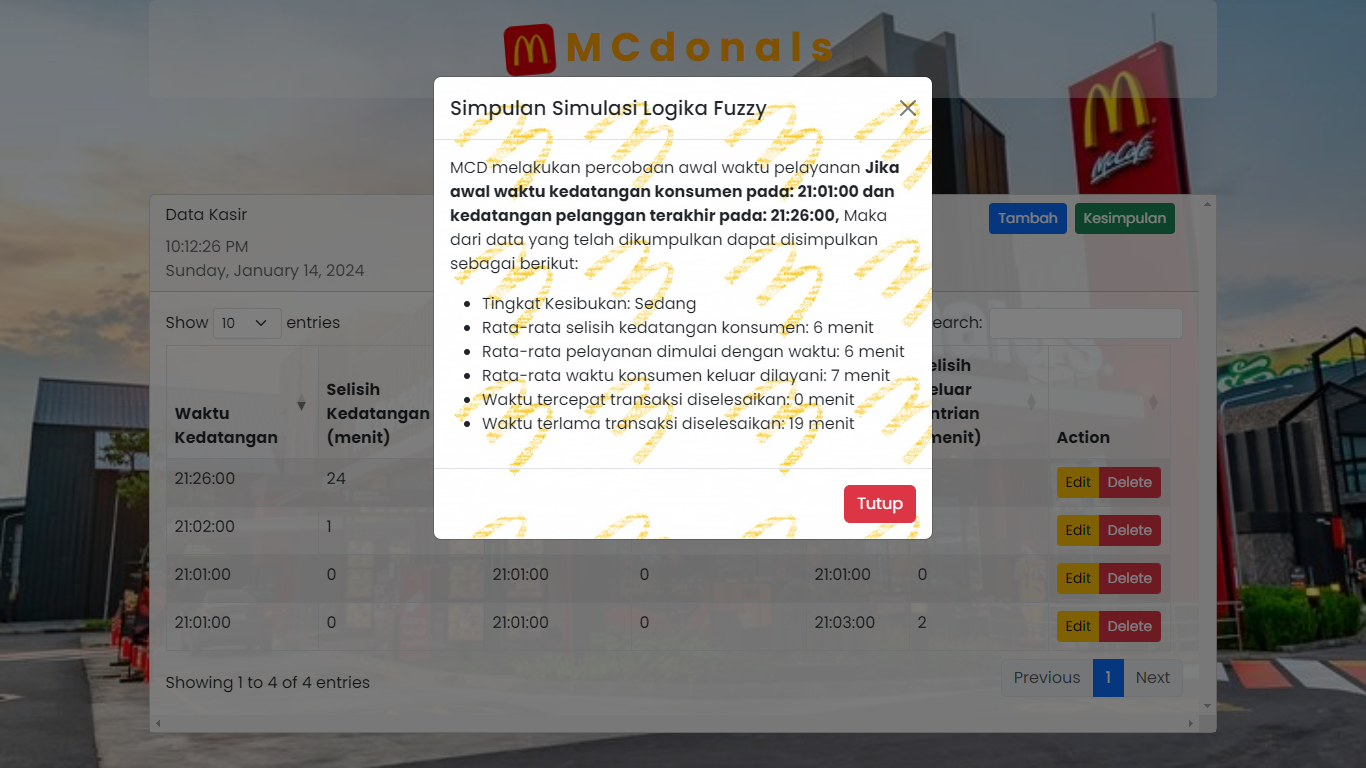 MCdonals
McCafé
Simpulan Simulasi Logika Fuzzy
MCD melakukan percobaan awal waktu pelayanan Jika
awal waktu kedatangan konsumen pada: 21:01:00 dan
kedatangan pelanggan terakhir pada: 21:26:00, Maka
dari data yang telah dikumpulkan dapat disimpulkan
sebagai berikut:
Tingkat Kesibukan: Sedang
Rata-rata selisih kedatangan konsumen: 6 menit
Rata-rata pelayanan dimulai dengan waktu: 6 menit
Rata-rata waktu konsumen keluar dilayani: 7 menit
Waktu tercepat transaksi diselesaikan: 0 menit
Waktu terlama transaksi diselesaikan: 19 menit
Tutup
Data Kasir
Tambah Kesimpulan
10:12:26 PM
Sunday, January 14, 2024
Show 10 entries
earch:
Waktu
Kedatangan
Selisih
Kedatangan
(menit)
elisih
eluar
ntrian
menit)
Action
21:26:00 24 Edit Delete
21:02:00 1 Edit Delete
21:01:00 0 21:01:00 0 21:01:00 0 Edit Delete
21:01:00 0 21:01:00 0 21:03:00 2 Edit Delete
Showing 1 to 4 of 4 entries
Previous 1 Next